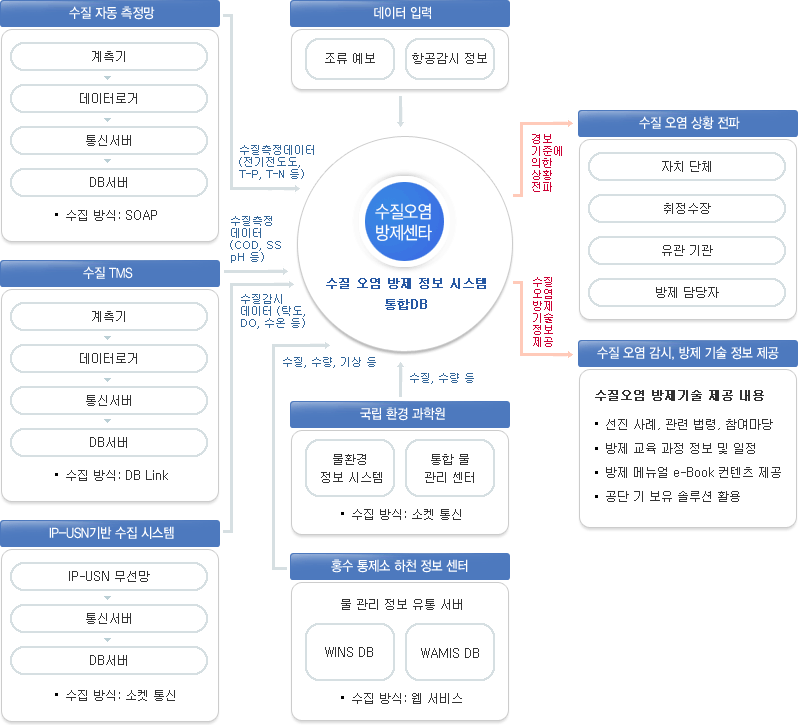 수질 자동 측정망
계측기
데이터로거
통신서버
DB서버
• 수집 방식: SOAP
수질 TMS
계측기
데이터로거
통신서버
DB서버
• 수집 방식: DB Link
IP-USN기반 수집 시스템
IP-USN 무선망
통신서버
DB서버
• 수집 방식: 소켓 통신
데이터 입력
조류 예보
항공감시 정보
수질측정데이터
(전기전도도,
T-P, T-N 등)
수질측정
데이터
(COD, SS
pH 등)
수질감시
데이터 (탁도,
DO, 수온 등)
수질, 수량, 기상 등
수질, 수량 등
수질오염
방제센타
수질 오염 방제 정보 시스템
통합DB
국립 환경 과학원
물환경
정보 시스템
통합 물
관리 센터
• 수집 방식: 소켓 통신
홍수 통제소 하천 정보 센터
물 관리 정보 유통 서버
WINS DB
WAMIS DB
• 수집 방식: 웹 서비스
경보
기준에
의한
상황
전파
수질
오염
방제
기술
정보
제공
수질 오염 상황 전파
자치 단체
취정수장
유관 기관
방제 담당자
수질 오염 감시, 방제 기술 정보 제공
수질오염 방제기술 제공 내용
• 선진 사례, 관련 법령, 참여마당
• 방제 교육 과정 정보 및 일정
• 방제 메뉴얼 e-Book 컨텐츠 제공
• 공단 기 보유 솔루션 활용